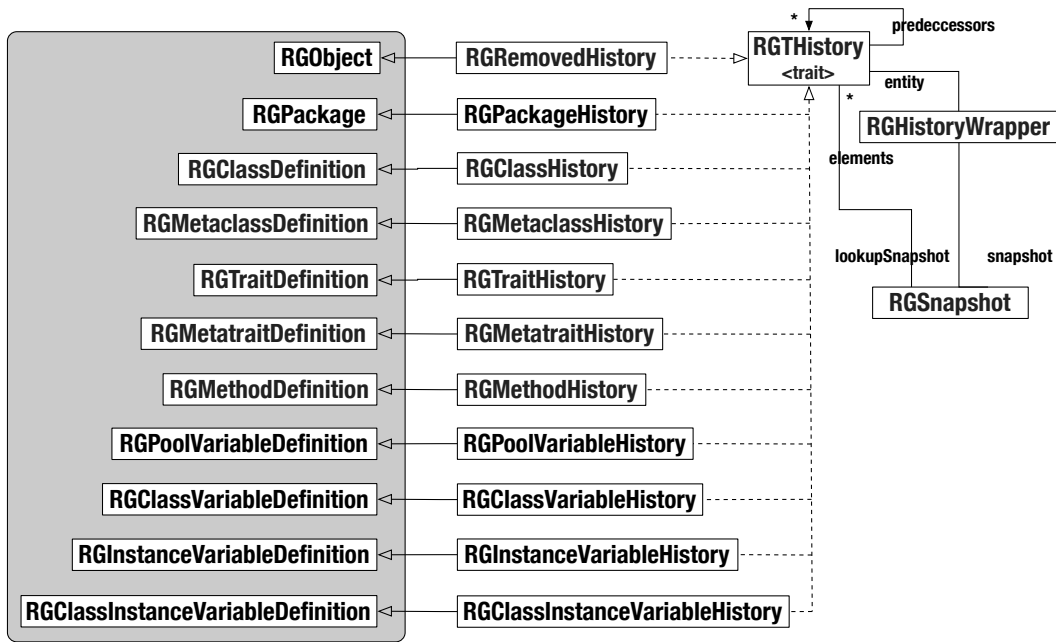 * predeccessors
RGObject RGRemovedHistory RGTHistory
<trait>
* entity
RGPackage RGPackageHistory RGHistoryWrapper
RGClassDefinition RGClassHistory elements
RGMetaclassDefinition RGMetaclassHistory
lookupSnapshot snapshot
RGTraitDefinition RGTraitHistory RGSnapshot
RGMetatraitDefinition RGMetatraitHistory
RGMethodDefinition RGMethodHistory
RGPoolVariableDefinition RGPoolVariableHistory
RGClassVariableDefinition RGClassVariableHistory
RGInstanceVariableDefinition RGInstanceVariableHistory
RGClassInstanceVariableDefinition RGClassInstanceVariableHistory